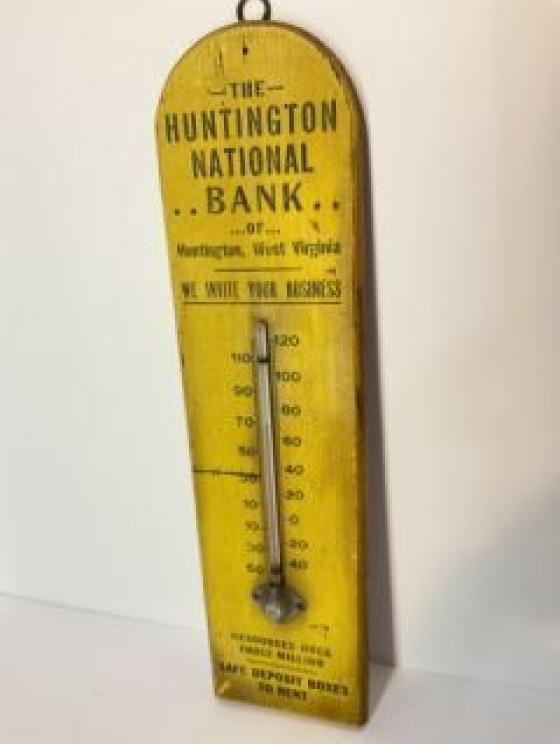 —THE—
HUNTINGTON
NATIONAL
..BANK..
...OF...
Huntington, West Virginia
WE INVITE YOUR BUSINESS
120
110
100
90
80
70
60
50
40
30
20
10
0
10
20
30
40
50
RESOURCES OVER
THREE MILLION
SAFE DEPOSIT BOXES
TO RENT